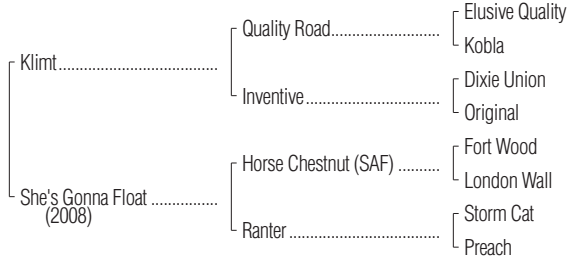 Elusive Quality
Quality Road
Kobla
Klimt
Dixie Union
Inventive
Original
Fort Wood
Horse Chestnut (SAF)
London Wall
She's Gonna Float
(2008)
Storm Cat
Ranter
Preach